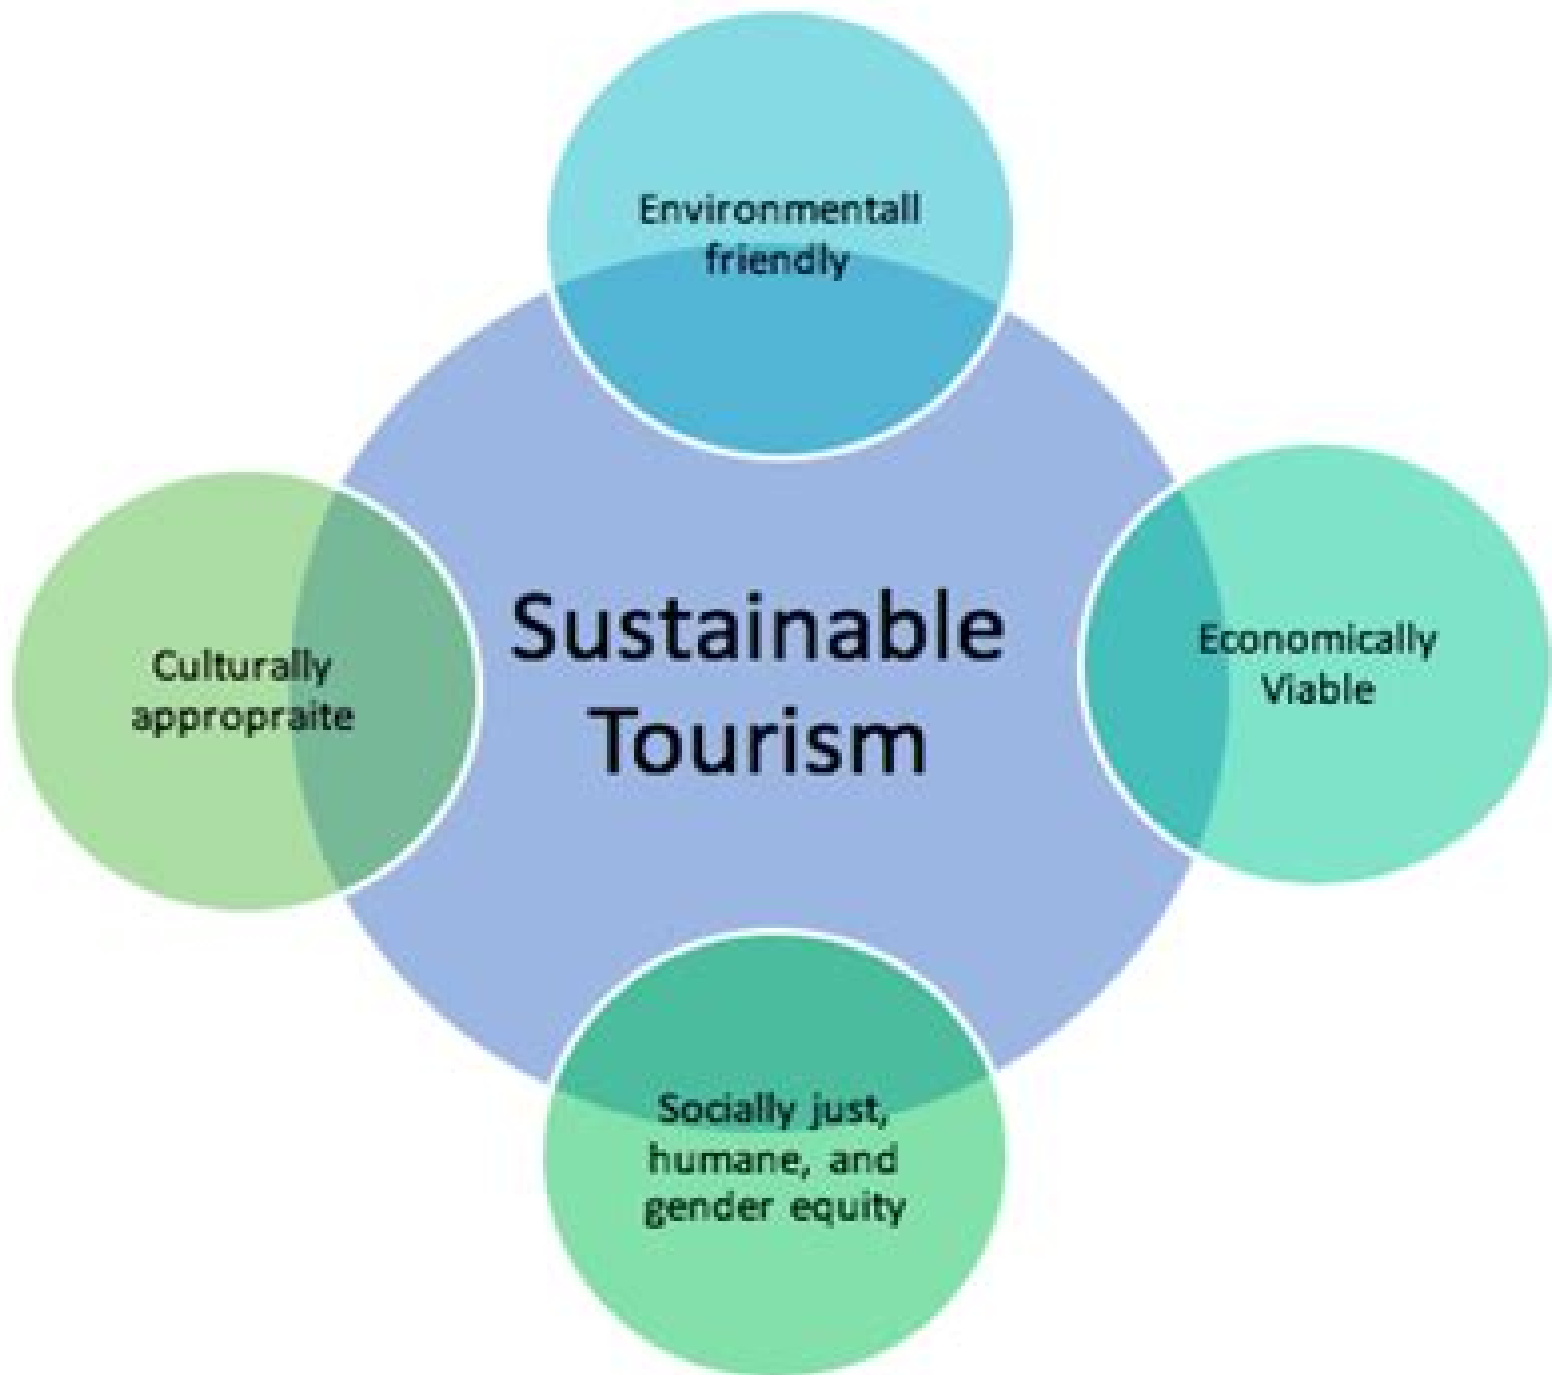 Environmentall
friendly
Culturally
appropraite
Sustainable
Tourism
Economically
Viable
Socially just,
humane, and
gender equity